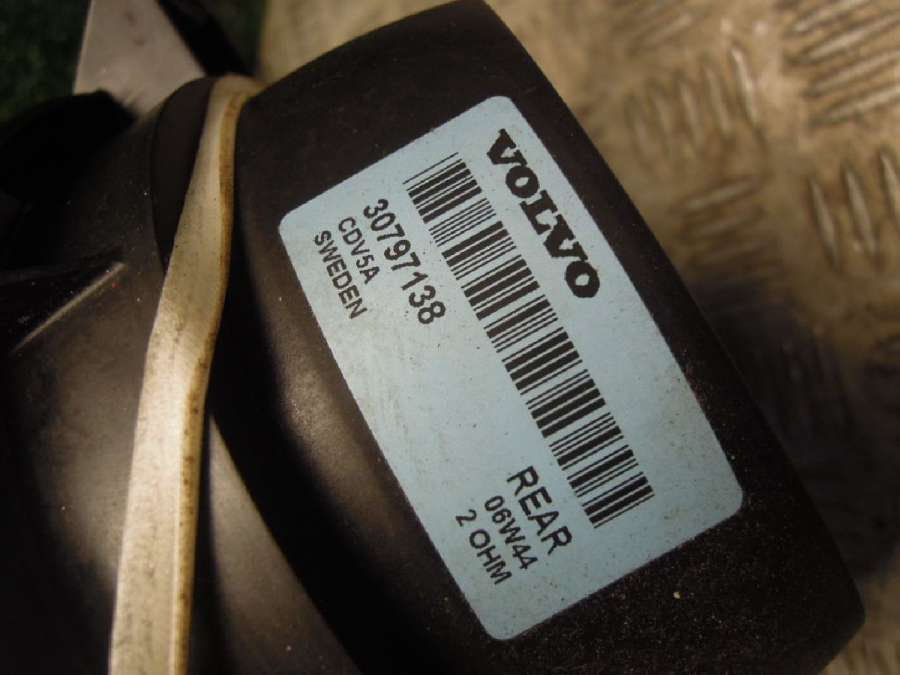 VOLVO
30797138
CDV5A
SWEDEN
REAR
06W44
2 OHM